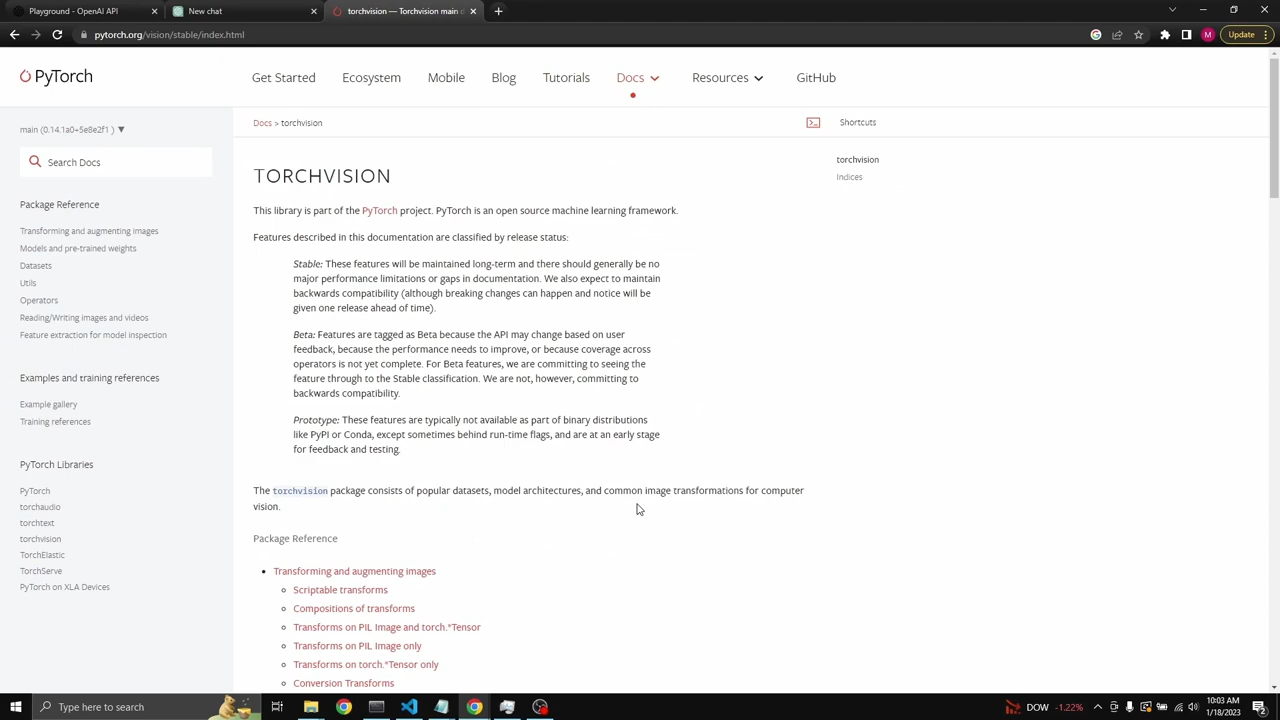 Playground - OpenAI API
New chat
TorchVision — Torchvision main d
pytorch.org/vision/stable/index.html
M
Update
PyTorch
Get Started
Ecosystem
Mobile
Blog
Tutorials
Docs
Resources
GitHub
main (0.14.1a0+5e8e2f1 ) ▼
Docs > torchvision
Shortcuts
Search Docs
torchvision
Indices
Package Reference
Transforming and augmenting images
Models and pre-trained weights
Datasets
Utils
Operators
Reading/Writing images and videos
Feature extraction for model inspection
Examples and training references
Example gallery
Training references
PyTorch Libraries
PyTorch
torchaudio
torchtext
torchvision
TorchElastic
TorchServe
PyTorch on XLA Devices
TORCHVISION
This library is part of the PyTorch project. PyTorch is an open source machine learning framework.
Features described in this documentation are classified by release status:
Stable: These features will be maintained long-term and there should generally be no
major performance limitations or gaps in documentation. We also expect to maintain
backwards compatibility (although breaking changes can happen and notice will be
given one release ahead of time).
Beta: Features are tagged as Beta because the API may change based on user
feedback, because the performance needs to improve, or because coverage across
operators is not yet complete. For Beta features, we are committing to seeing the
feature through to the Stable classification. We are not, however, committing to
backwards compatibility.
Prototype: These features are typically not available as part of binary distributions
like PyPI or Conda, except sometimes behind run-time flags, and are at an early stage
for feedback and testing.
The torchvision package consists of popular datasets, model architectures, and common image transformations for computer
vision.
Package Reference
Transforming and augmenting images
Scriptable transforms
Compositions of transforms
Transforms on PIL Image and torch.*Tensor
Transforms on PIL Image only
Transforms on torch.*Tensor only
Conversion Transforms
Type here to search
DOW -1.22%
10:03 AM
1/18/2023
2